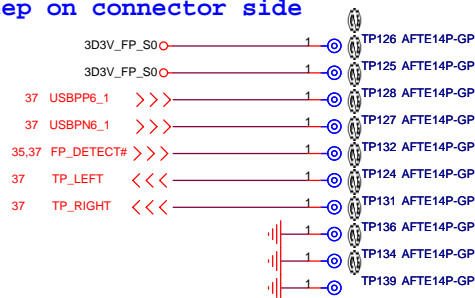 ep on connector side
3D3V_FP_S0 1 TP126 AFTE14P-GP
3D3V_FP_S0 1 TP125 AFTE14P-GP
37 USBPP6_1 1 TP128 AFTE14P-GP
37 USBPN6_1 1 TP127 AFTE14P-GP
35,37 FP_DETECT# 1 TP132 AFTE14P-GP
37 TP_LEFT 1 TP124 AFTE14P-GP
37 TP_RIGHT 1 TP131 AFTE14P-GP
1 TP136 AFTE14P-GP
1 TP134 AFTE14P-GP
1 TP139 AFTE14P-GP